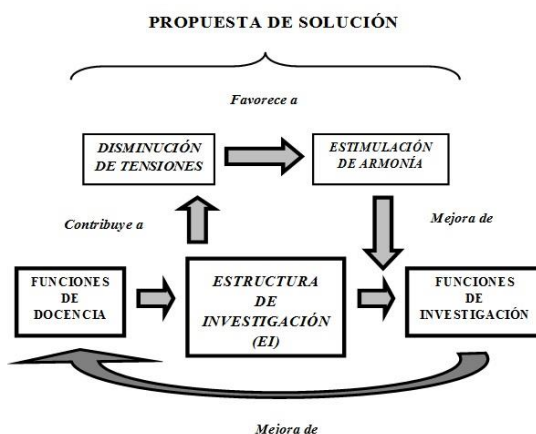 PROPUESTA DE SOLUCIÓN
Favorece a
DISMINUCIÓN
DE TENSIONES
ESTIMULACIÓN
DE ARMONÍA
Contribuye a
Mejora de
FUNCIONES
DE
DOCENCIA
ESTRUCTURA
DE
INVESTIGACIÓN
(EI)
FUNCIONES
DE
INVESTIGACIÓN
Mejora de